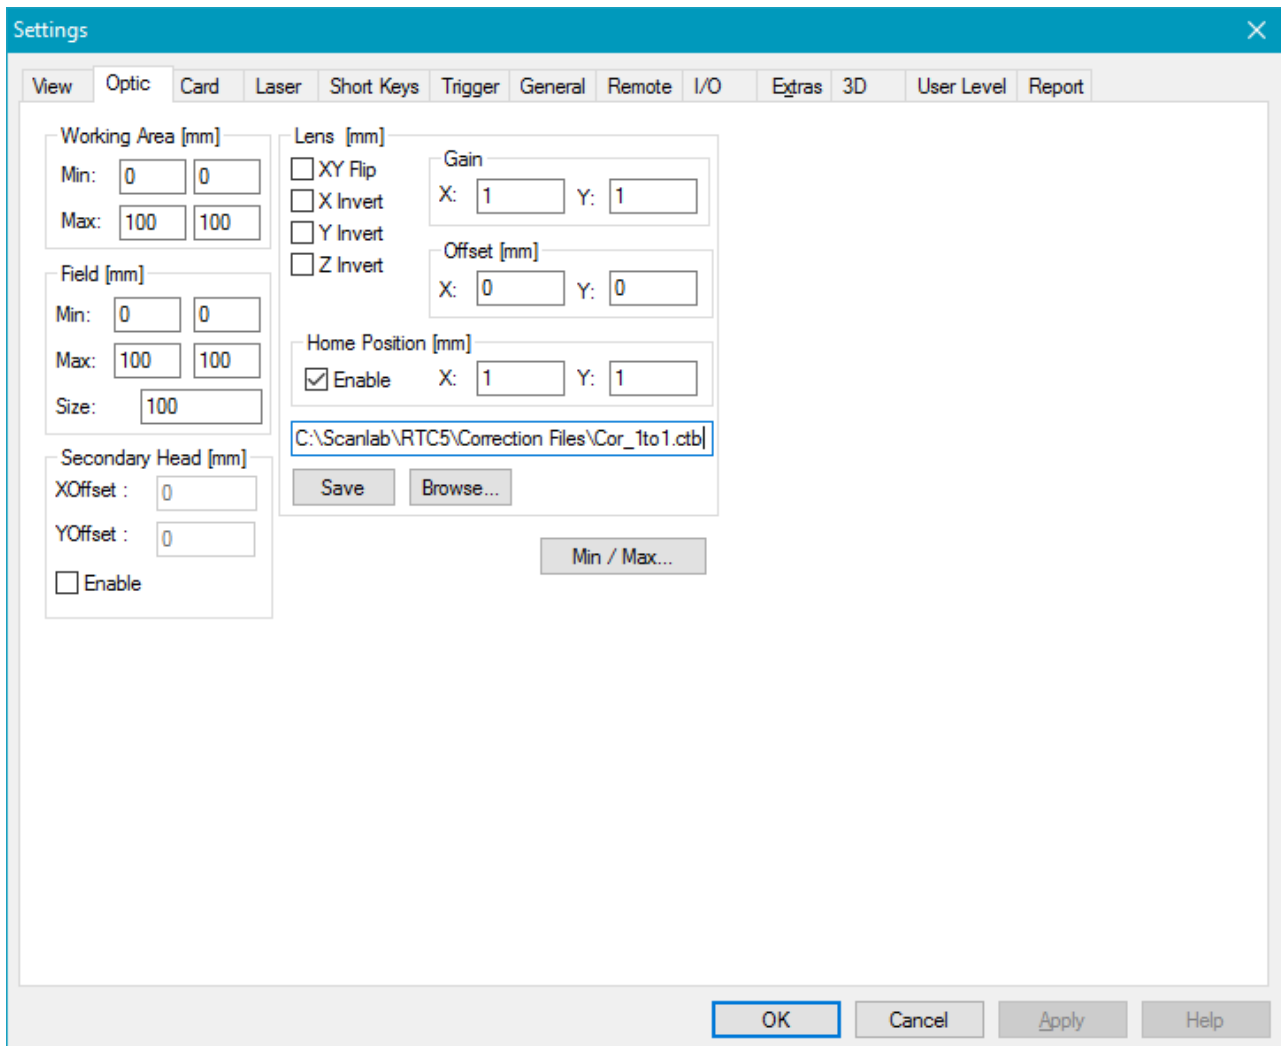 Settings
View Optic Card Laser Short Keys Trigger General Remote I/O Extras 3D User Level Report
Working Area [mm]
Min: 0 0
Max: 100 100
Field [mm]
Min: 0 0
Max: 100 100
Size: 100
Secondary Head [mm]
XOffset : 0
YOffset : 0
Enable
Lens [mm]
XY Flip
X Invert
Y Invert
Z Invert
Gain
X: 1 Y: 1
Offset [mm]
X: 0 Y: 0
Home Position [mm]
Enable X: 1 Y: 1
C:\Scanlab\RTC5\Correction Files\Cor_1to1.ctb
Save Browse...
Min / Max...
OK Cancel Apply Help